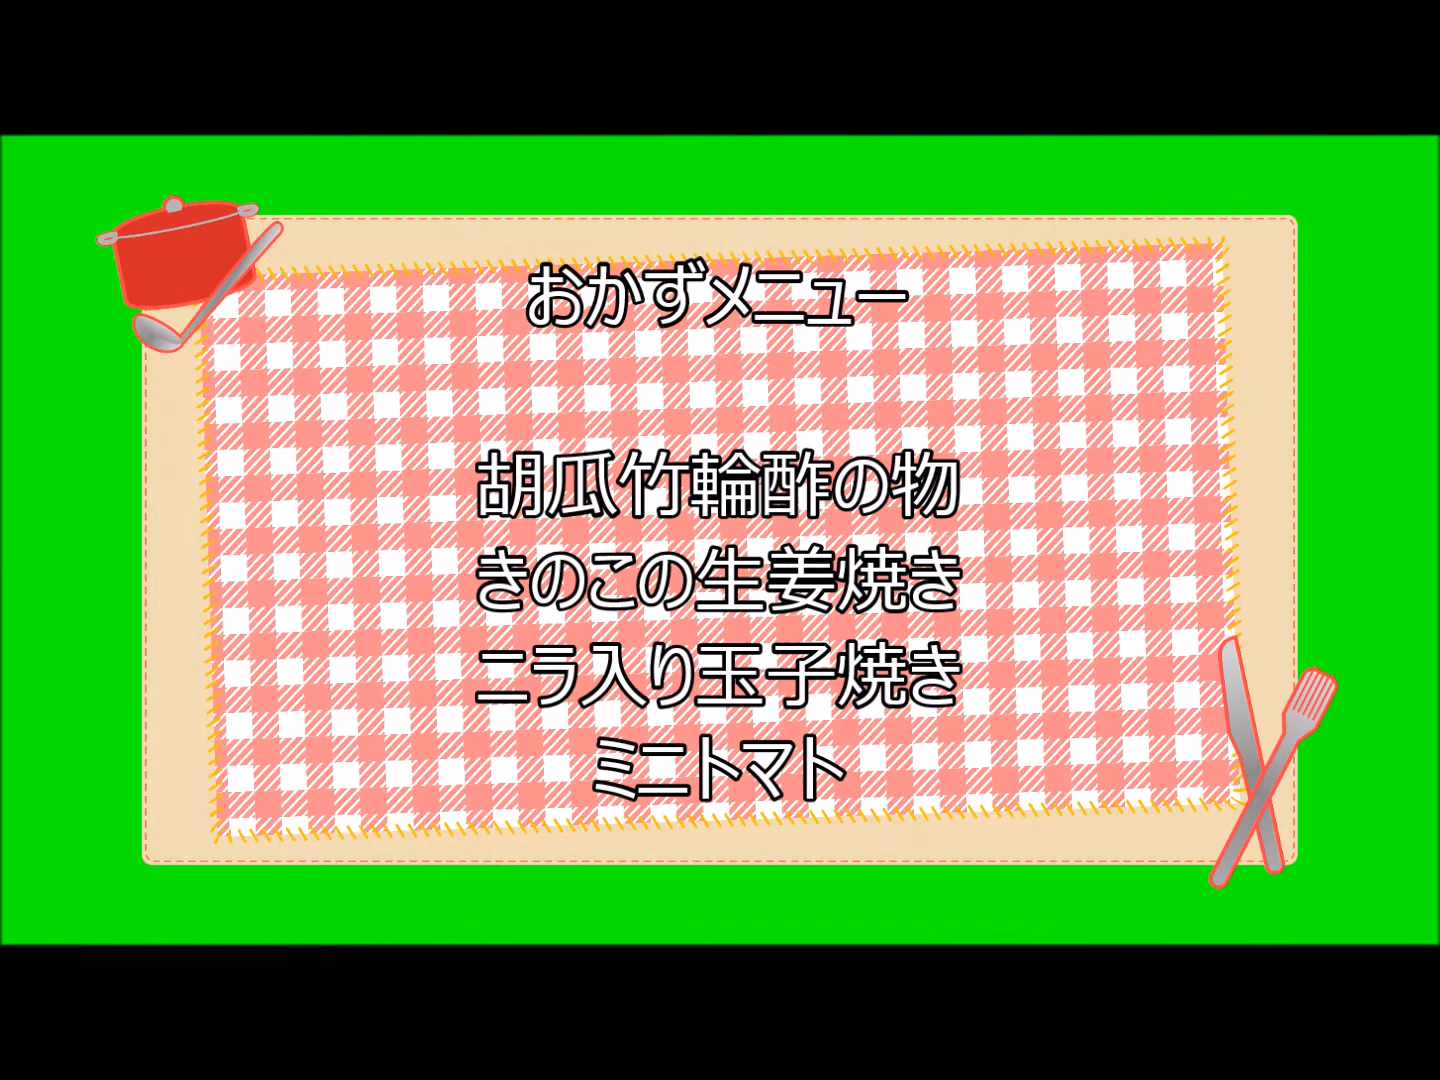 おかずメニュー
胡瓜竹輪酢の物
きのこの生姜焼き
ニラ入り玉子焼き
ミニトマト